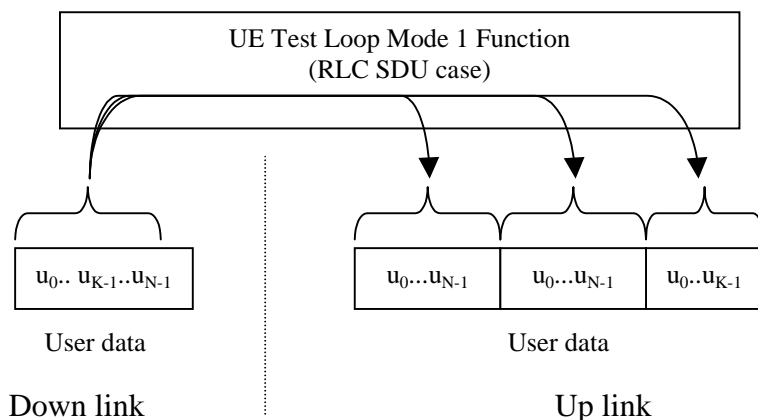 UE Test Loop Mode 1 Function
(RLC SDU case)
u0.. uK-1..uN-1
u0...uN-1 u0...uN-1 u0..uK-1
User data
User data
Down link
Up link